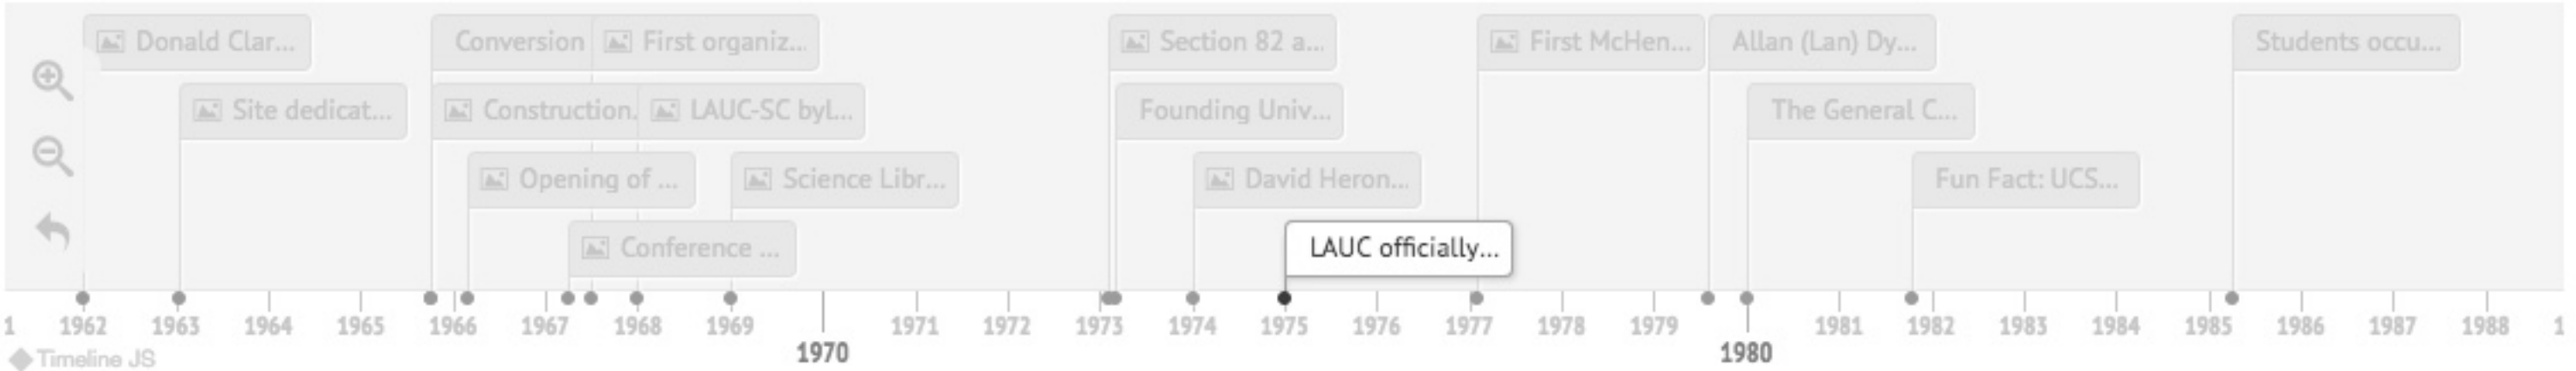 Donald Clar...
Conversion
First organiz...
Section 82 a...
First McHen...
Allan (Lan) Dy...
Students occu...
Site dedicat...
Construction.
LAUC-SC byl...
Founding Univ...
The General C...
Opening of ...
Science Libr...
David Heron...
Fun Fact: UCS...
Conference ...
LAUC officially...
1 1962 1963 1964 1965 1966 1967 1968 1969 1971 1972 1973 1974 1975 1976 1977 1978 1979 1981 1982 1983 1984 1985 1986 1987 1988 1
1970 1980
Timeline JS